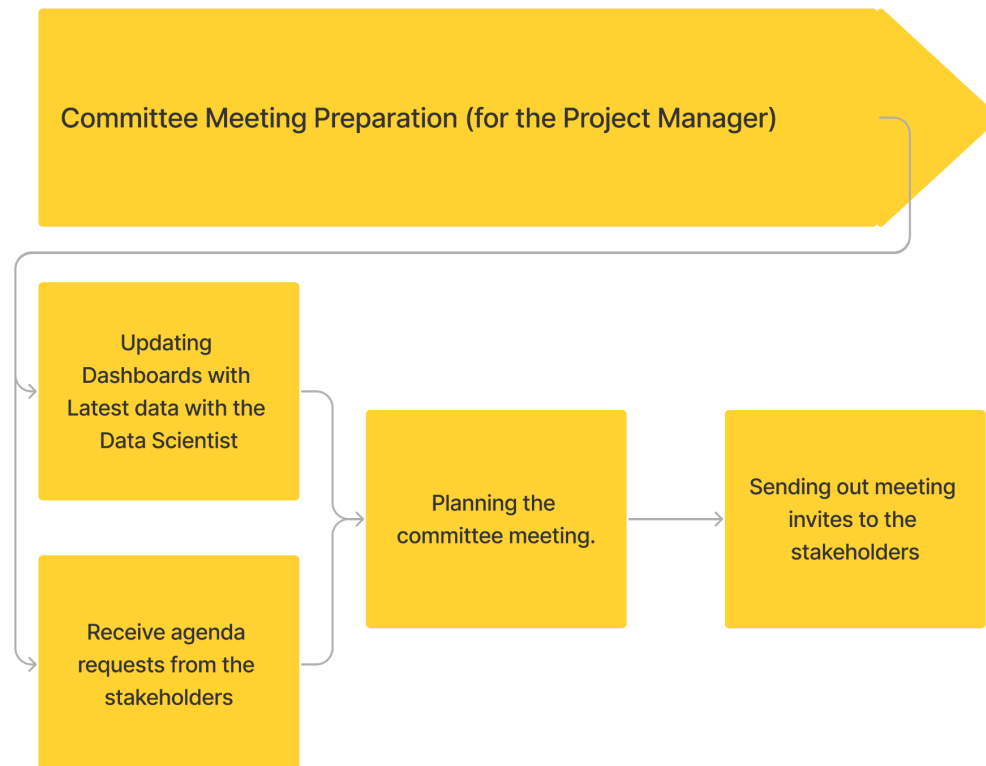 Committee Meeting Preparation (for the Project Manager)
Updating
Dashboards with
Latest data with the
Data Scientist
Planning the
committee meeting.
Sending out meeting
invites to the
stakeholders
Receive agenda
requests from the
stakeholders